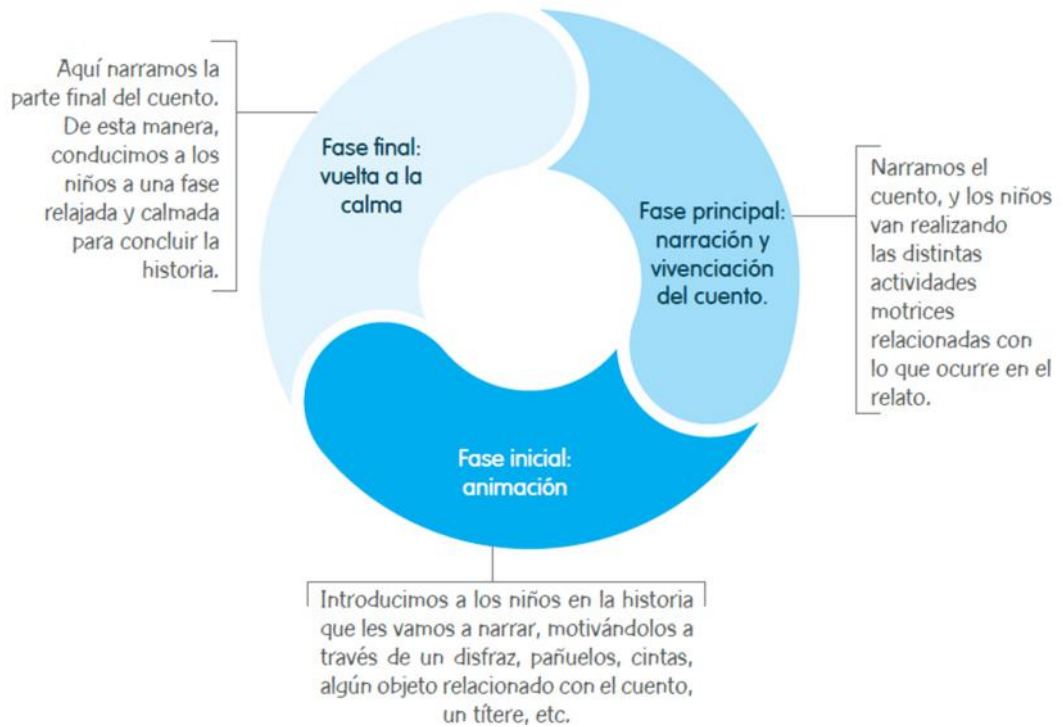 Aquí narramos la
parte final del cuento.
De esta manera,
conducimos a los
niños a una fase
relajada y calmada
para concluir la
historia.
Fase final:
vuelta a la
calma
Fase principal:
narración y
vivenciación
del cuento.
Narramos el
cuento, y los niños
van realizando
las distintas
actividades
motrices
relacionadas con
lo que ocurre en el
relato.
Fase inicial:
animación
Introducimos a los niños en la historia
que les vamos a narrar, motivándolos a
través de un disfraz, pañuelos, cintas,
algún objeto relacionado con el cuento,
un títere, etc.